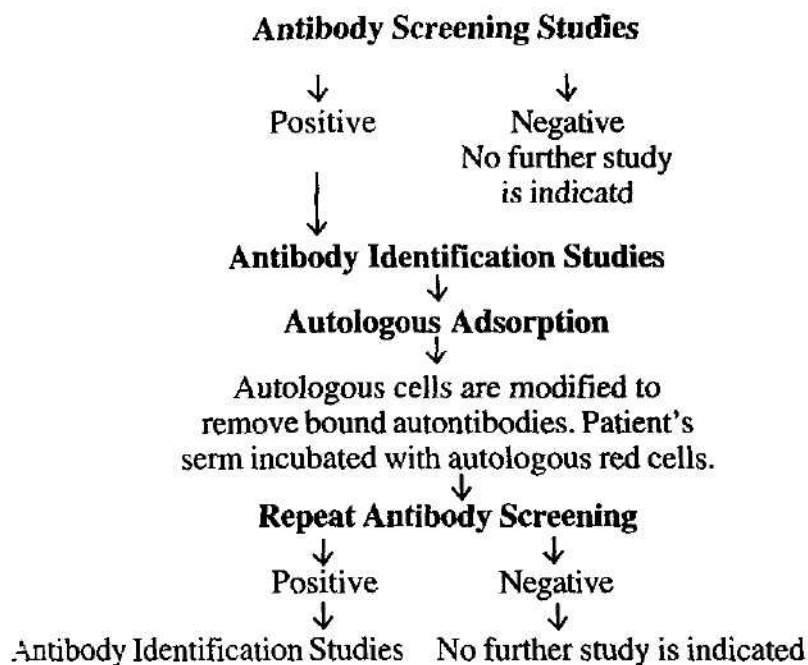 Antibody Screening Studies
Positive
Negative
No further study
is indicatd
Antibody Identification Studies
Autologous Adsorption
Autologous cells are modified to
remove bound autontibodies. Patient's
serm incubated with autologous red cells.
Repeat Antibody Screening
Positive
Negative
Antibody Identification Studies
No further study is indicated